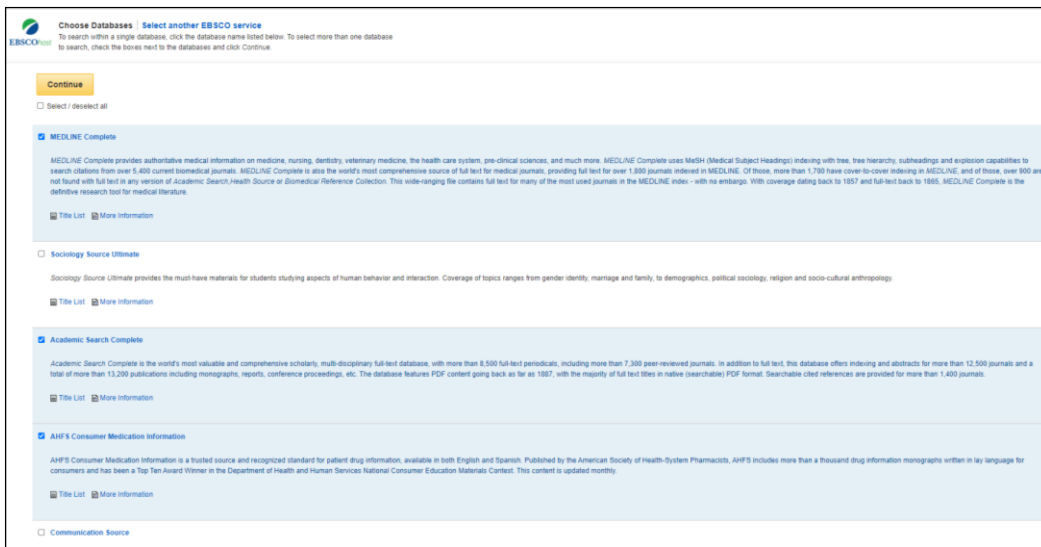 Choose Databases | Select another EBSCO service
To search within a single database, click the database name listed below. To select more than one database
to search, check the boxes next to the databases and click Continue.
EBSCOhost
Continue
Select / deselect all
MEDLINE Complete
MEDLINE Complete provides authoritative medical information on medicine, nursing, dentistry, veterinary medicine, the health care system, pre-clinical sciences, and much more. MEDLINE Complete uses MeSH (Medical Subject Headings) indexing with tree, tree hierarchy, subheadings and explosion capabilities to
search citations from over 5,400 current biomedical journals. MEDLINE Complete is also the world's most comprehensive source of full text for medical journals, providing full text for over 1,800 journals indexed in MEDLINE. Of those, more than 1,700 have cover-to-cover indexing in MEDLINE, and of those, over 900 are
not found with full text in any version of Academic Search, Health Source or Biomedical Reference Collection. This wide-ranging file contains full text for many of the most used journals in the MEDLINE index - with no embargo. With coverage dating back to 1857 and full-text back to 1865, MEDLINE Complete is the
definitive research tool for medical literature.
Title List More Information
Sociology Source Ultimate
Sociology Source Ultimate provides the must-have materials for students studying aspects of human behavior and interaction. Coverage of topics ranges from gender identity, marriage and family, to demographics, political sociology, religion and socio-cultural anthropology.
Title List More Information
Academic Search Complete
Academic Search Complete is the world's most valuable and comprehensive scholarly, multi-disciplinary full-text database, with more than 8,500 full-text periodicals, including more than 7,300 peer-reviewed journals. In addition to full text, this database offers indexing and abstracts for more than 12,500 journals and a
total of more than 13,200 publications including monographs, reports, conference proceedings, etc. The database features PDF content going back as far as 1887, with the majority of full text titles in native (searchable) PDF format. Searchable cited references are provided for more than 1,400 journals.
Title List More Information
AHFS Consumer Medication Information
AHFS Consumer Medication Information is a trusted source and recognized standard for patient drug information, available in both English and Spanish. Published by the American Society of Health-System Pharmacists, AHFS includes more than a thousand drug information monographs written in lay language for
consumers and has been a Top Ten Award Winner in the Department of Health and Human Services National Consumer Education Materials Contest. This content is updated monthly.
Title List More Information
Communication Source